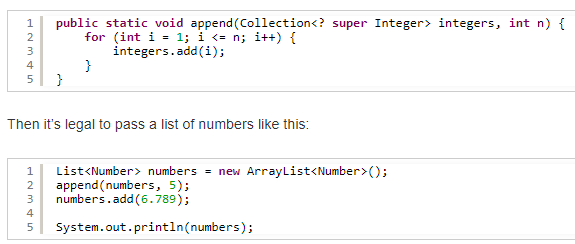 1 public static void append(Collection<? super Integer> integers, int n) {
2     for (int i = 1; i <= n; i++) {
3         integers.add(i);
4     }
5 }
Then it's legal to pass a list of numbers like this:
1 List<Number> numbers = new ArrayList<Number>();
2 append(numbers, 5);
3 numbers.add(6.789);
4
5 System.out.println(numbers);